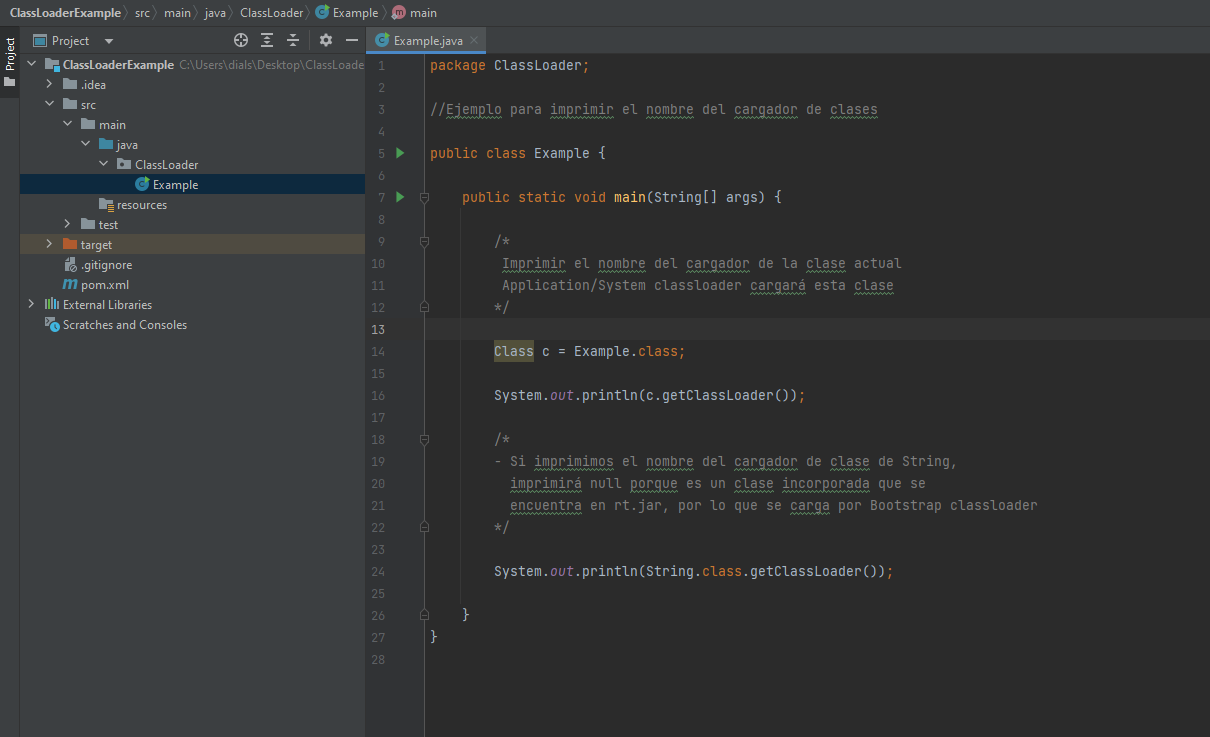 ClassLoaderExample src main java ClassLoader Example main
Project
Project
Example.java
ClassLoaderExample C:\Users\dials\Desktop\ClassLoade
.idea
src
main
java
ClassLoader
Example
resources
test
target
.gitignore
pom.xml
External Libraries
Scratches and Consoles
1 package ClassLoader;
2
3 //Ejemplo para imprimir el nombre del cargador de clases
4
5 public class Example {
6
7 public static void main(String[] args) {
8
9 /*
10 Imprimir el nombre del cargador de la clase actual
11 Application/System classloader cargará esta clase
12 */
13
14 Class c = Example.class;
15
16 System.out.println(c.getClassLoader());
17
18 /*
19 - Si imprimimos el nombre del cargador de clase de String,
20 imprimirá null porque es un clase incorporada que se
21 encuentra en rt.jar, por lo que se carga por Bootstrap classloader
22 */
23
24 System.out.println(String.class.getClassLoader());
25
26 }
27 }
28